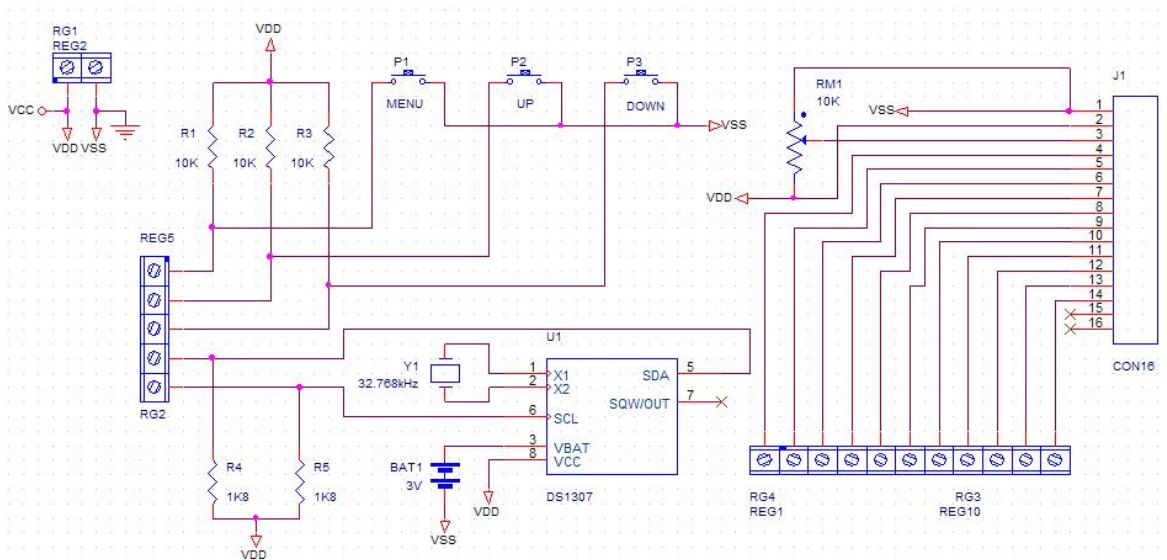 RG1
REG2
VCC
VDD
VSS
VDD
R1
10K
R2
10K
R3
10K
P1
MENU
P2
UP
P3
DOWN
VSS
RM1
10K
VSS
VDD
J1
1
2
3
4
5
6
7
8
9
10
11
12
13
14
15
16
CON16
REG5
RG2
Y1
32.768kHz
U1
1
X1
2
X2
6
SCL
3
VBAT
8
VCC
SDA
5
SQW/OUT
7
DS1307
BAT1
3V
VSS
VDD
R4
1K8
R5
1K8
VDD
RG4
REG1
RG3
REG10